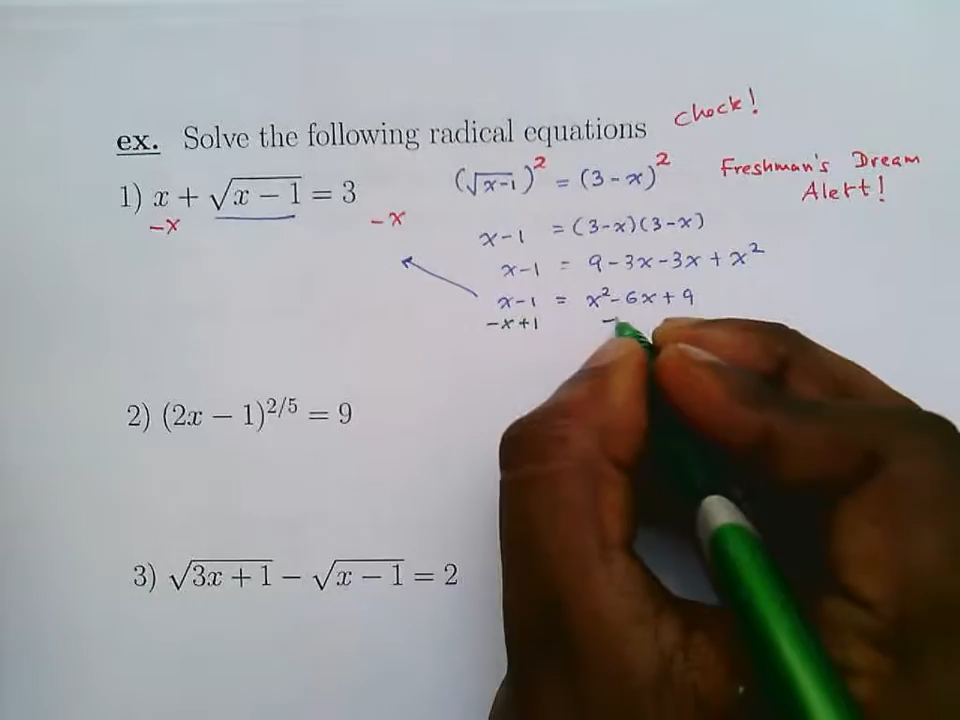 ex. Solve the following radical equations
chock!
1) x + √(x − 1) = 3
−x −x
(√(x-1))² = (3-x)²
Freshman's Dream
Alert!
x-1 = (3-x)(3-x)
x-1 = 9-3x-3x + x²
x-1 = x²-6x+9
-x+1 -
2) (2x − 1)^(2/5) = 9
3) √(3x + 1) − √(x − 1) = 2